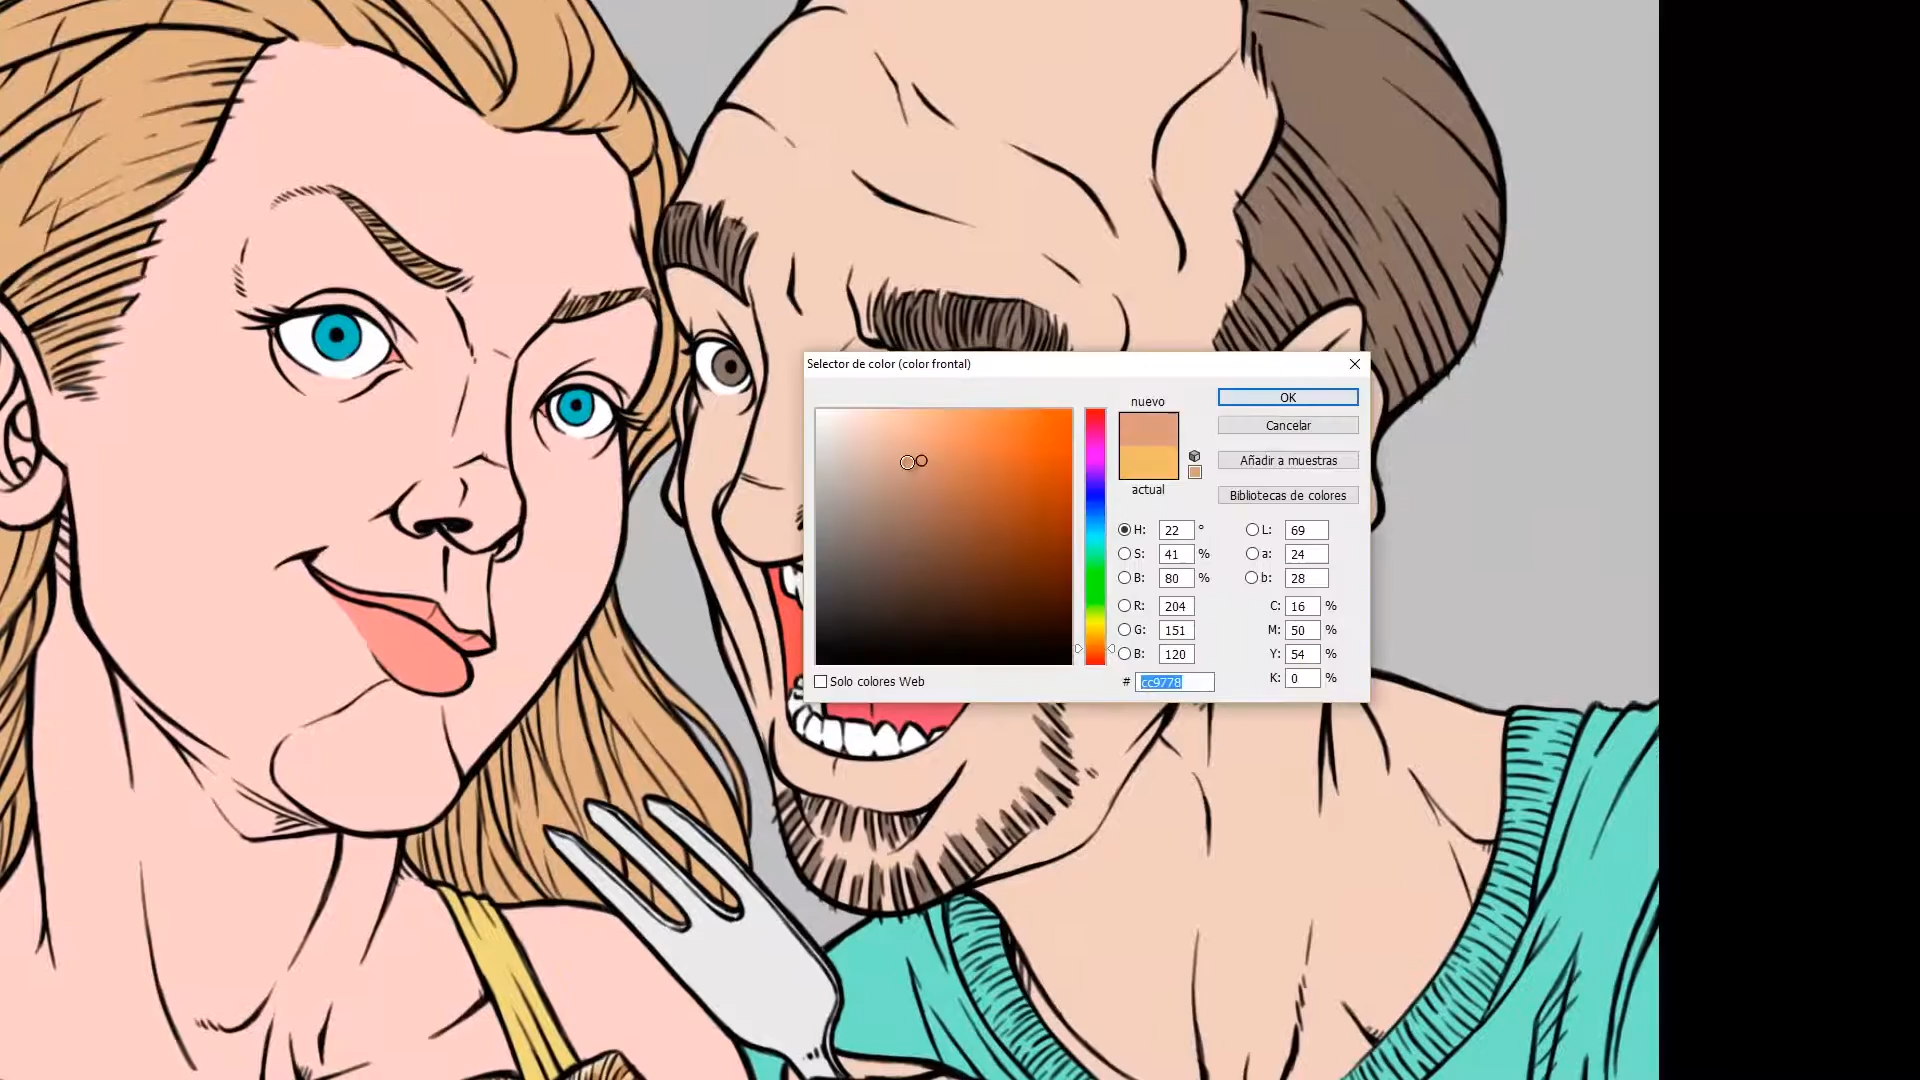 Selector de color (color frontal)
nuevo
OK
Cancelar
Añadir a muestras
actual
Bibliotecas de colores
H: 22 ° L: 69
S: 41 % a: 24
B: 80 % b: 28
R: 204 C: 16 %
G: 151 M: 50 %
B: 120 Y: 54 %
Solo colores Web # cc9778 K: 0 %